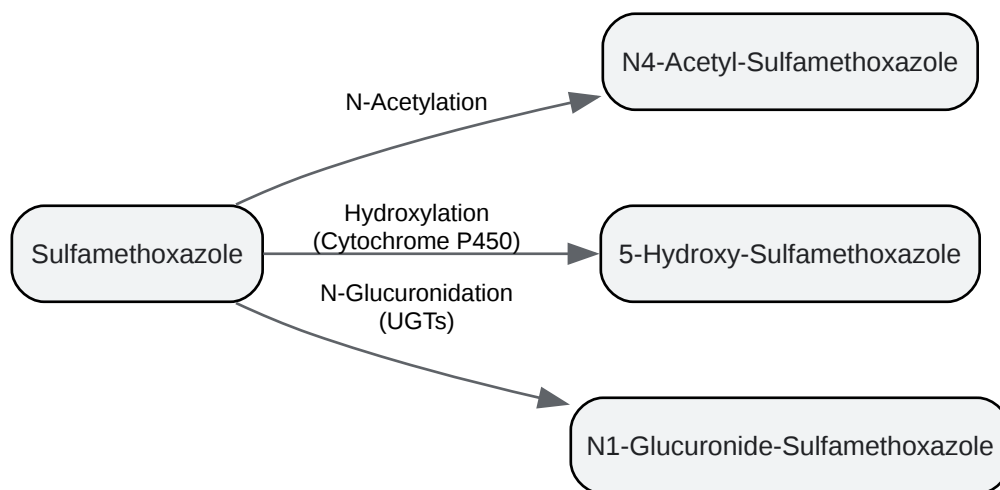 N4-Acetyl-Sulfamethoxazole
N-Acetylation
Hydroxylation
(Cytochrome P450)
Sulfamethoxazole
5-Hydroxy-Sulfamethoxazole
N-Glucuronidation
(UGTs)
N1-Glucuronide-Sulfamethoxazole